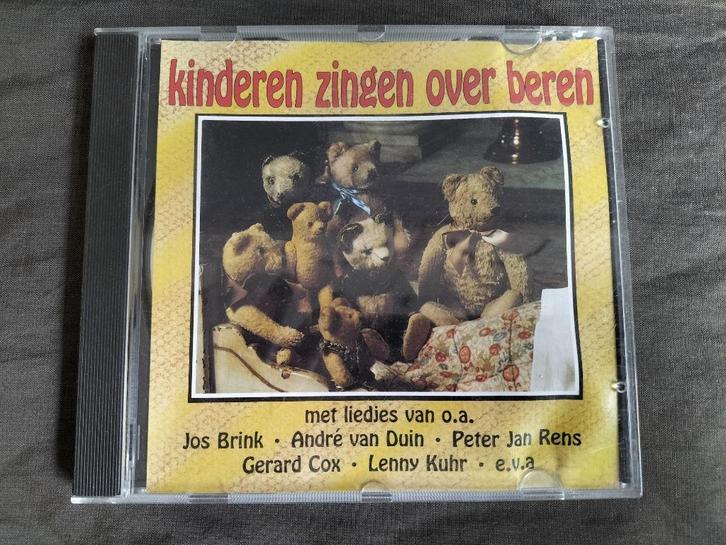 kinderen zingen over beren
met liedjes van o.a.
Jos Brink • André van Duin • Peter Jan Rens
Gerard Cox • Lenny Kuhr • e.v.a